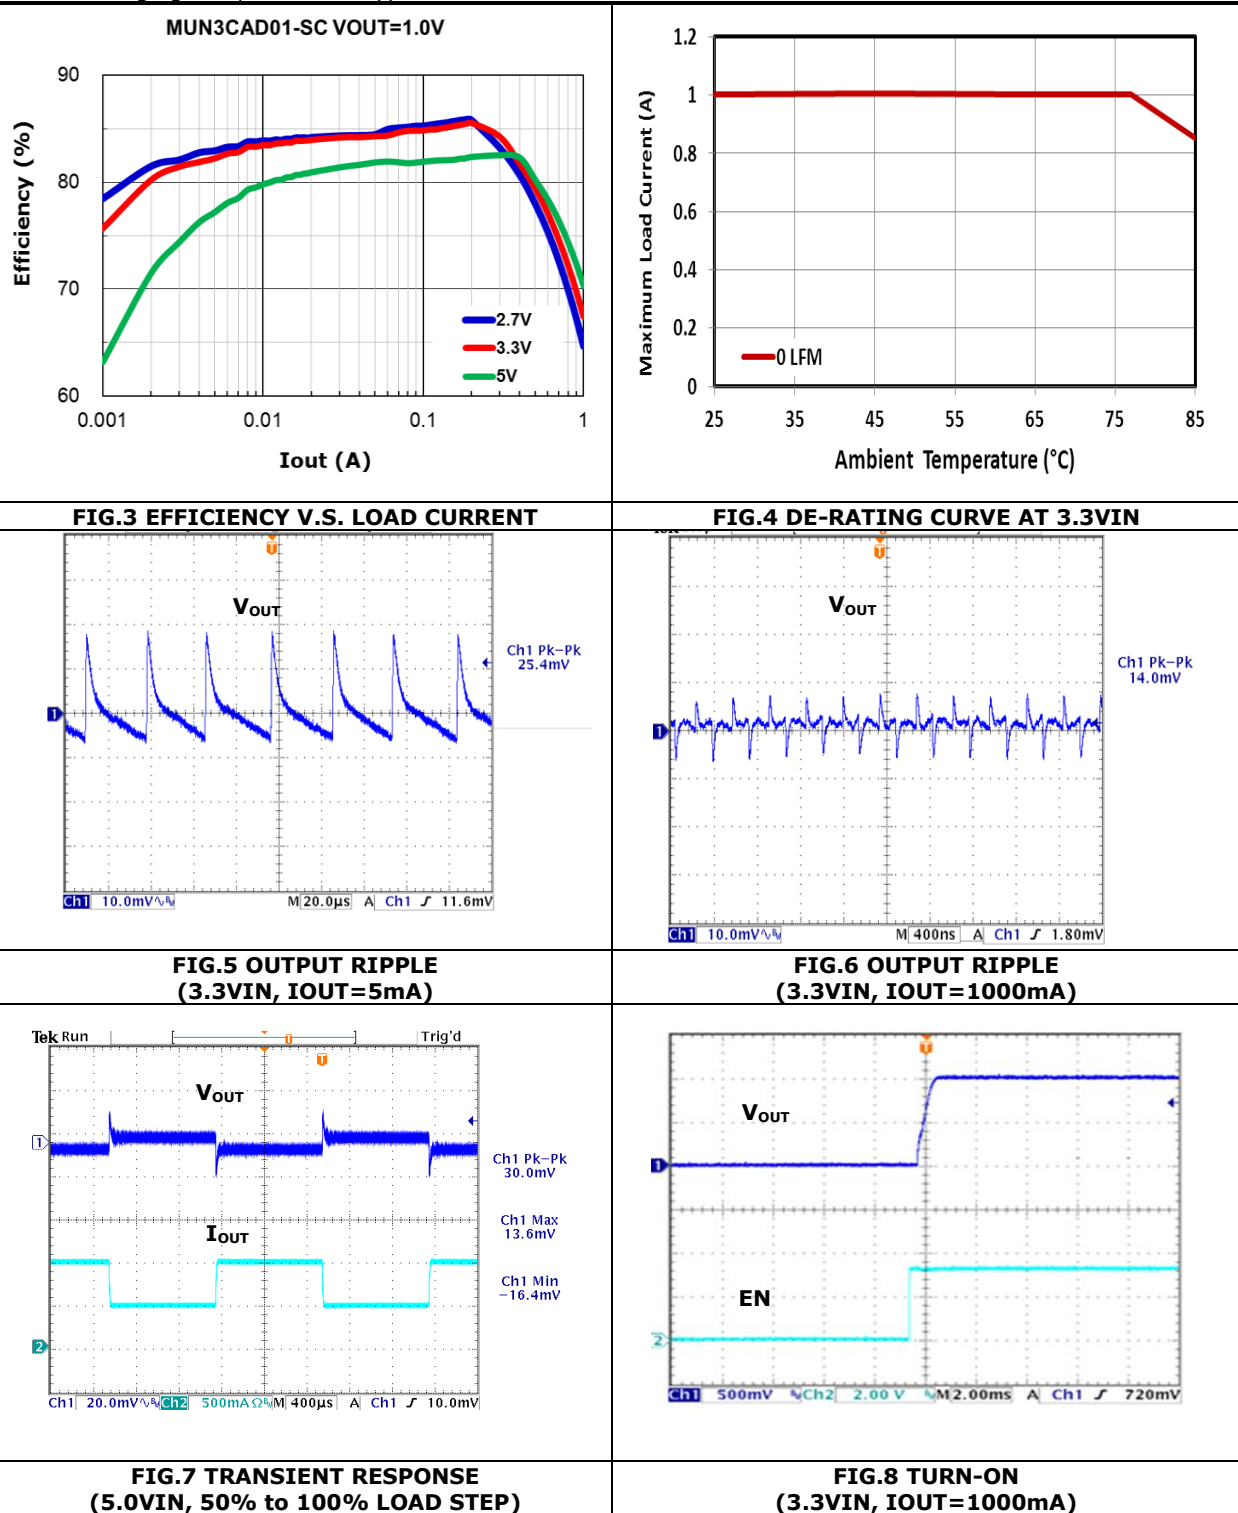 MUN3CAD01-SC VOUT=1.0V
90
80
70
60
Efficiency (%)
2.7V
3.3V
5V
0.001 0.01 0.1 1
Iout (A)
1.2
1
0.8
0.6
0.4
0.2
0
Maximum Load Current (A)
0 LFM
25 35 45 55 65 75 85
Ambient Temperature (°C)
FIG.3 EFFICIENCY V.S. LOAD CURRENT
FIG.4 DE-RATING CURVE AT 3.3VIN
T
VOUT
1
Ch1 Pk-Pk
25.4mV
Ch1 10.0mV M 20.0µs A Ch1 11.6mV
T
VOUT
1
Ch1 Pk-Pk
14.0mV
Ch1 10.0mV M 400ns A Ch1 1.80mV
FIG.5 OUTPUT RIPPLE
(3.3VIN, IOUT=5mA)
FIG.6 OUTPUT RIPPLE
(3.3VIN, IOUT=1000mA)
Tek Run Trig'd
T
VOUT
1
Ch1 Pk-Pk
30.0mV
Ch1 Max
13.6mV
IOUT
Ch1 Min
-16.4mV
2
Ch1 20.0mV Ch2 500mA Ω M 400µs A Ch1 10.0mV
T
VOUT
1
EN
2
Ch1 500mV Ch2 2.00 V M 2.00ms A Ch1 720mV
FIG.7 TRANSIENT RESPONSE
(5.0VIN, 50% to 100% LOAD STEP)
FIG.8 TURN-ON
(3.3VIN, IOUT=1000mA)